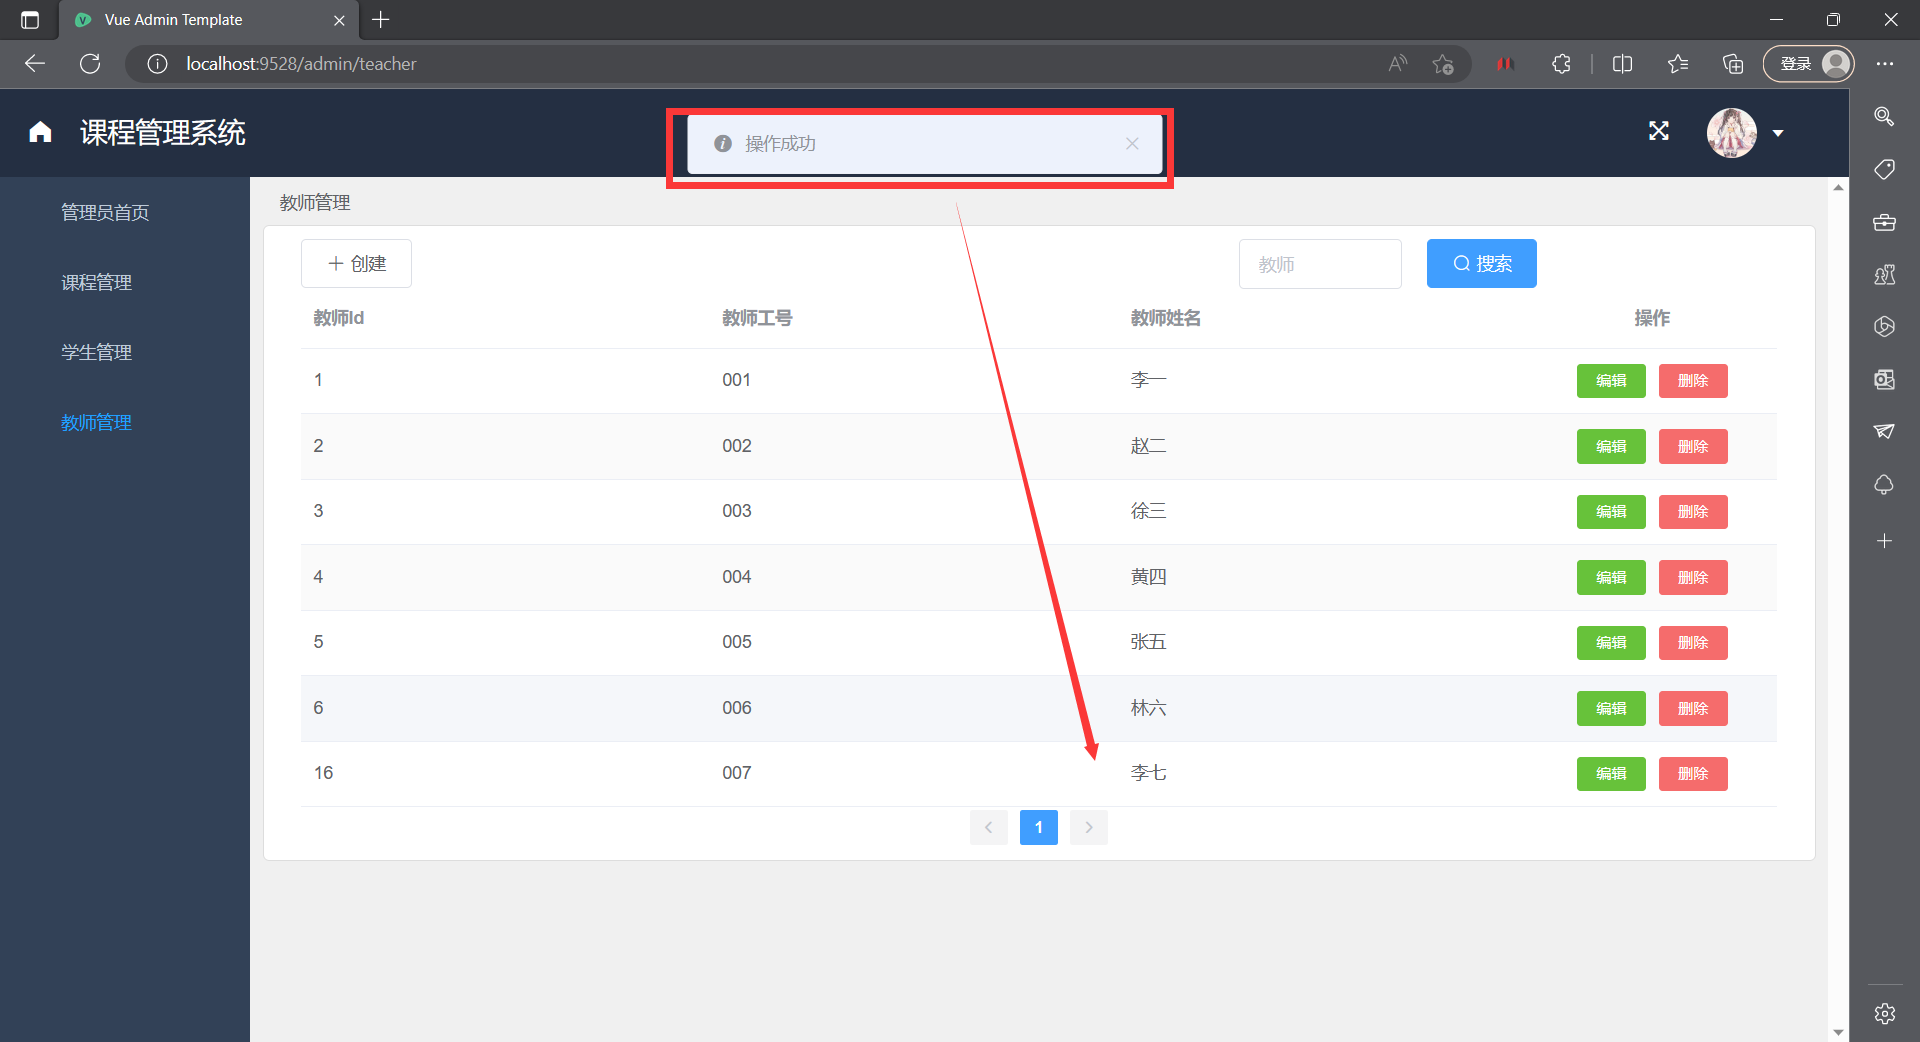 Vue Admin Template
localhost:9528/admin/teacher
登录
课程管理系统
操作成功
管理员首页
课程管理
学生管理
教师管理
教师管理
创建
教师
搜索
教师Id 教师工号 教师姓名 操作
1 001 李一 编辑 删除
2 002 赵二 编辑 删除
3 003 徐三 编辑 删除
4 004 黄四 编辑 删除
5 005 张五 编辑 删除
6 006 林六 编辑 删除
16 007 李七 编辑 删除
1